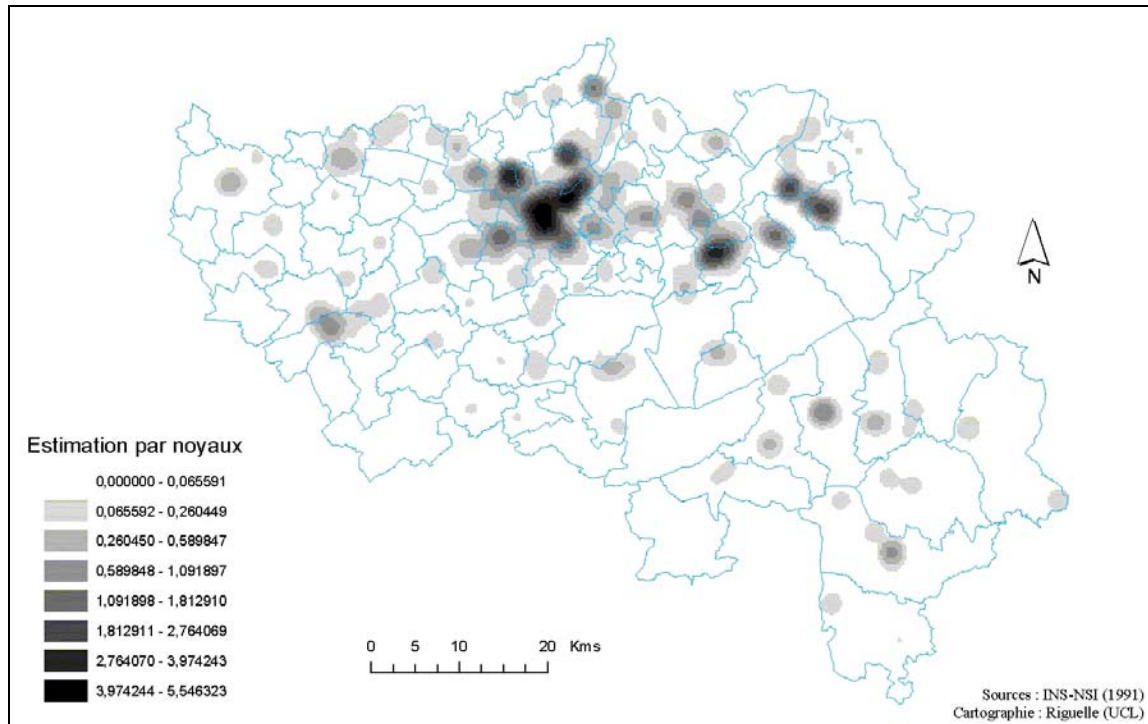 N
Estimation par noyaux
0,000000 - 0,065591
0,065592 - 0,260449
0,260450 - 0,589847
0,589848 - 1,091897
1,091898 - 1,812910
1,812911 - 2,764069
2,764070 - 3,974243
3,974244 - 5,546323
0 5 10 20 Kms
Sources : INS-NSI (1991)
Cartographie : Riguelle (UCL)